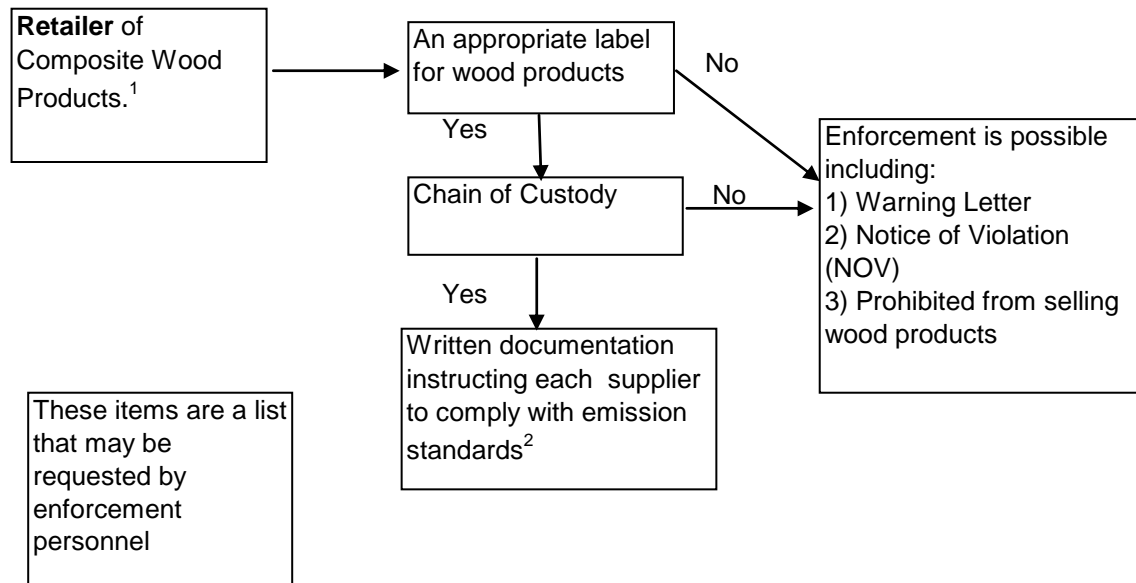 Retailer of
Composite Wood
Products.1
An appropriate label
for wood products
No
Yes
Enforcement is possible
including:
1) Warning Letter
2) Notice of Violation
(NOV)
3) Prohibited from selling
wood products
Chain of Custody
No
Yes
Written documentation
instructing each supplier
to comply with emission
standards2
These items are a list
that may be
requested by
enforcement
personnel